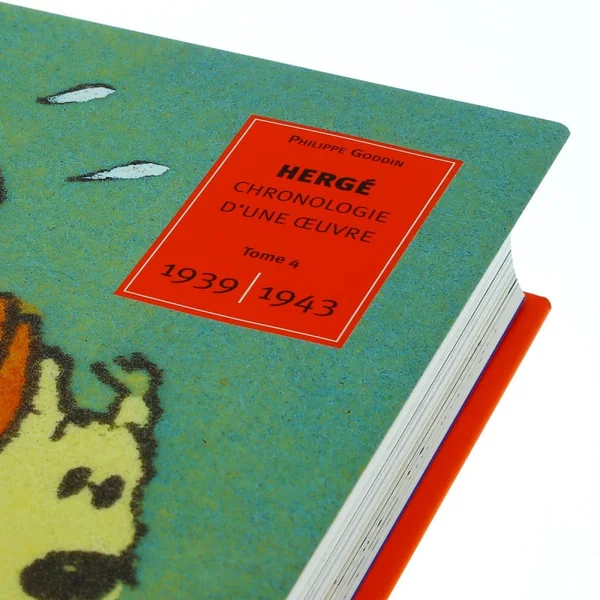 PHILIPPE GODDIN
HERGÉ
CHRONOLOGIE
D'UNE ŒUVRE
Tome 4
1939 | 1943